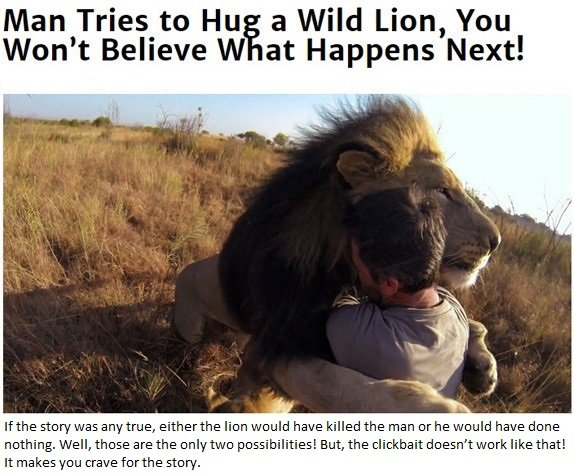 Man Tries to Hug a Wild Lion, You
Won't Believe What Happens Next!
If the story was any true, either the lion would have killed the man or he would have done
nothing. Well, those are the only two possibilities! But, the clickbait doesn't work like that!
It makes you crave for the story.